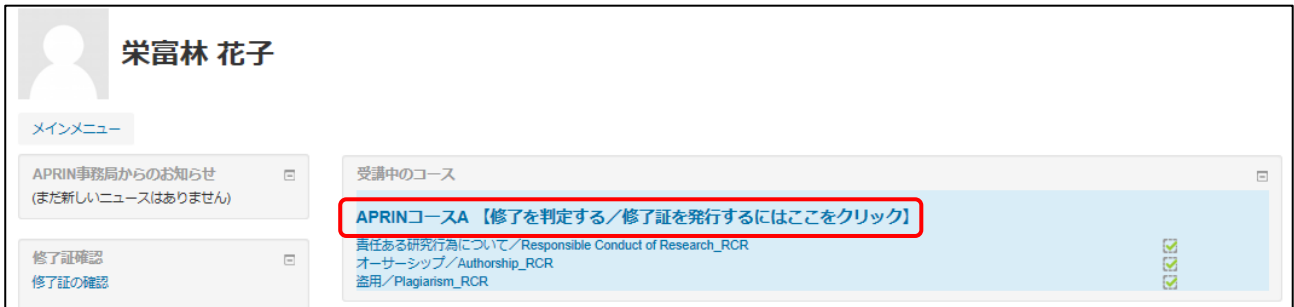 栄富林 花子
メインメニュー
APRIN事務局からのお知らせ
(まだ新しいニュースはありません)
修了証確認
修了証の確認
受講中のコース
APRINコースA 【修了を判定する／修了証を発行するにはここをクリック】
責任ある研究行為について／Responsible Conduct of Research_RCR
オーサーシップ／Authorship_RCR
盗用／Plagiarism_RCR